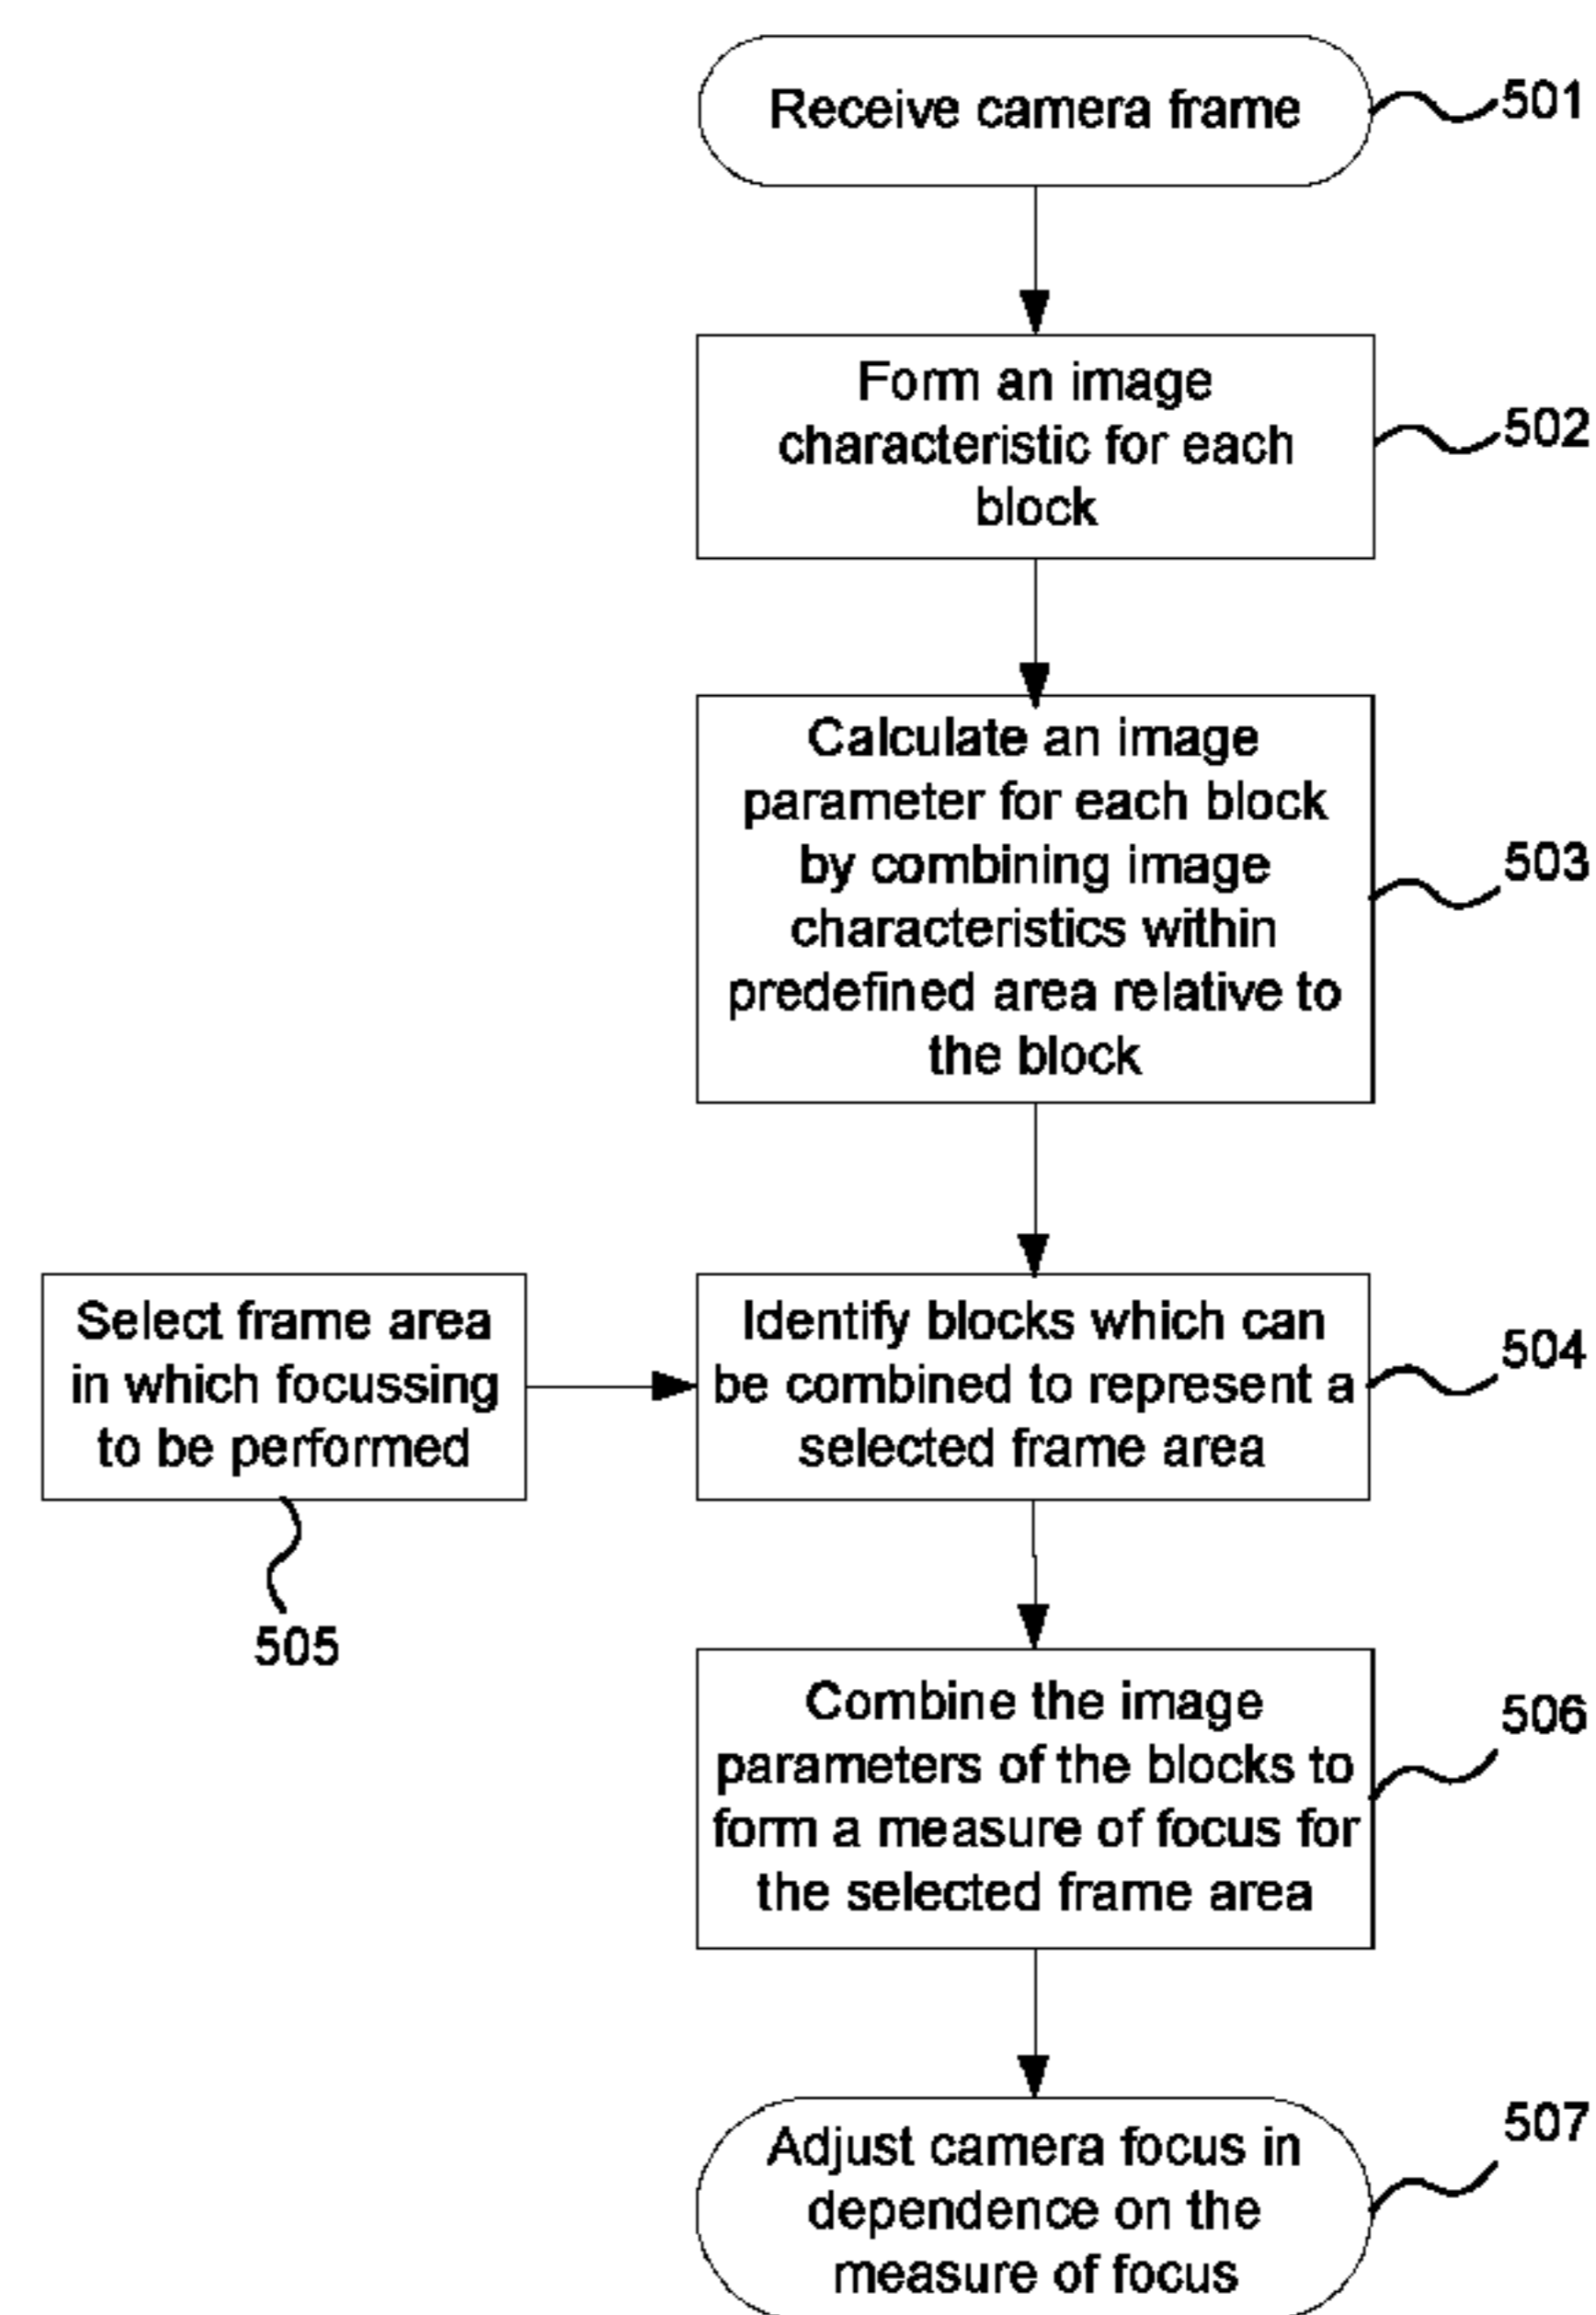 Receive camera frame
501
Form an image
characteristic for each
block
502
Calculate an image
parameter for each block
by combining image
characteristics within
predefined area relative to
the block
503
Select frame area
in which focussing
to be performed
505
Identify blocks which can
be combined to represent a
selected frame area
504
Combine the image
parameters of the blocks to
form a measure of focus for
the selected frame area
506
Adjust camera focus in
dependence on the
measure of focus
507